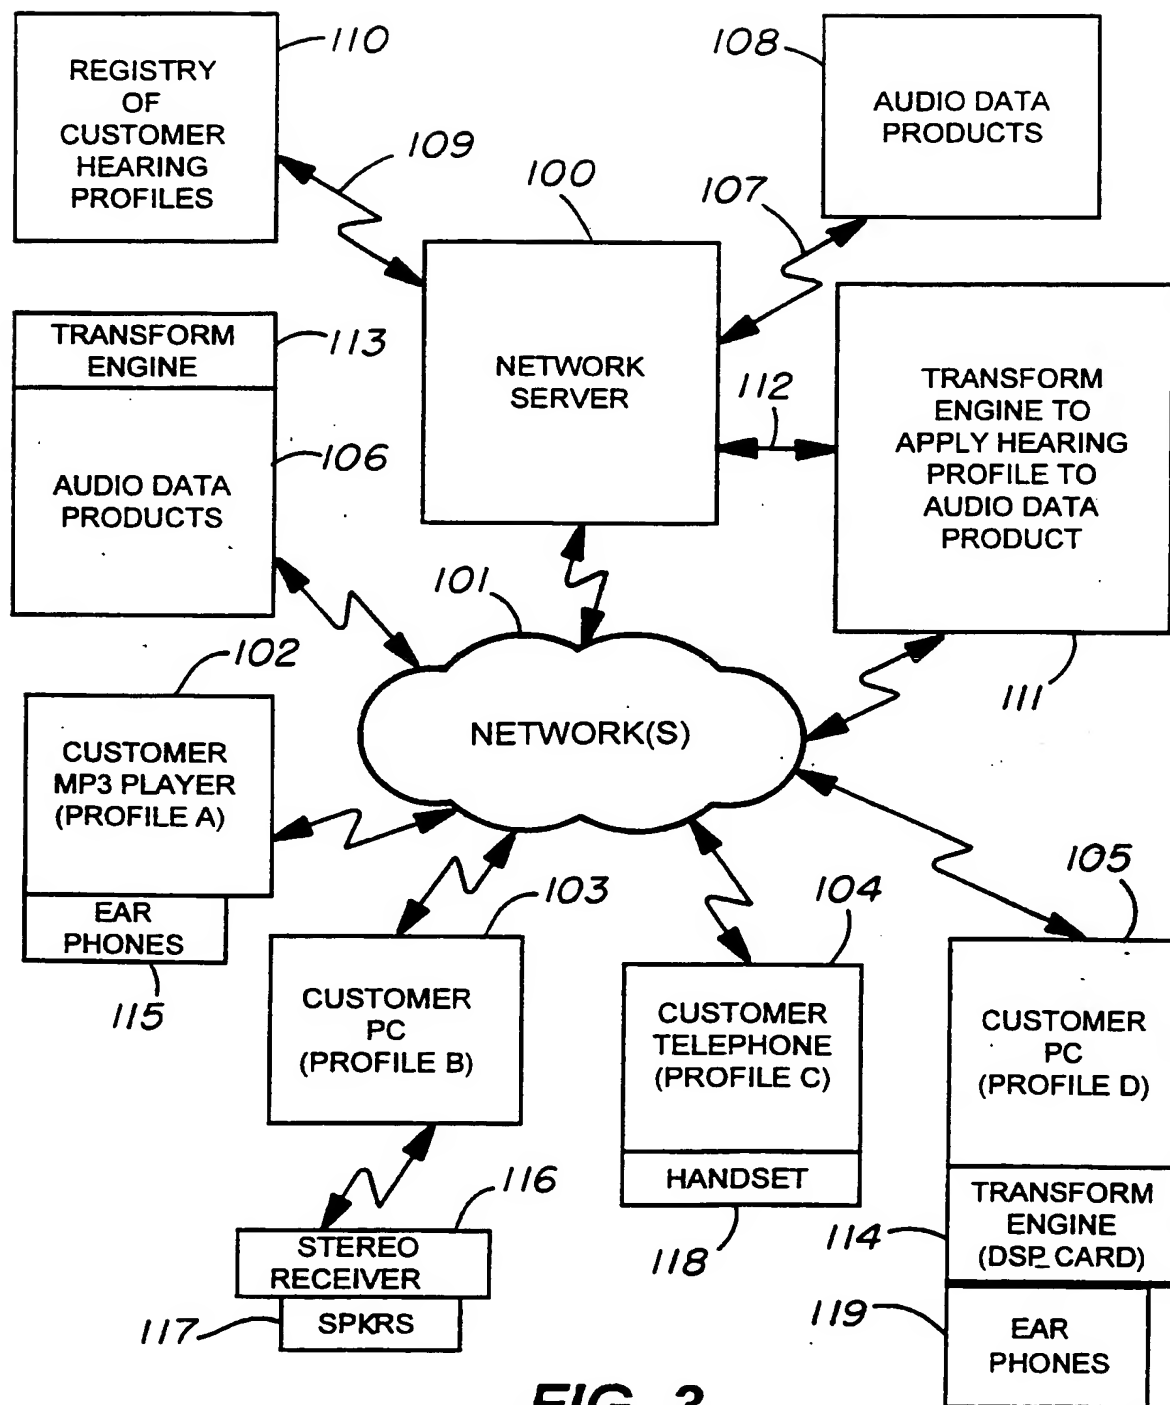 110
REGISTRY
OF
CUSTOMER
HEARING
PROFILES
109
100
108
AUDIO DATA
PRODUCTS
107
NETWORK
SERVER
112
TRANSFORM
ENGINE TO
APPLY HEARING
PROFILE TO
AUDIO DATA
PRODUCT
111
TRANSFORM
ENGINE
113
106
AUDIO DATA
PRODUCTS
101
NETWORK(S)
102
CUSTOMER
MP3 PLAYER
(PROFILE A)
EAR
PHONES
115
103
CUSTOMER
PC
(PROFILE B)
116
STEREO
RECEIVER
117
SPKRS
104
CUSTOMER
TELEPHONE
(PROFILE C)
HANDSET
118
105
CUSTOMER
PC
(PROFILE D)
114
TRANSFORM
ENGINE
(DSP CARD)
119
EAR
PHONES